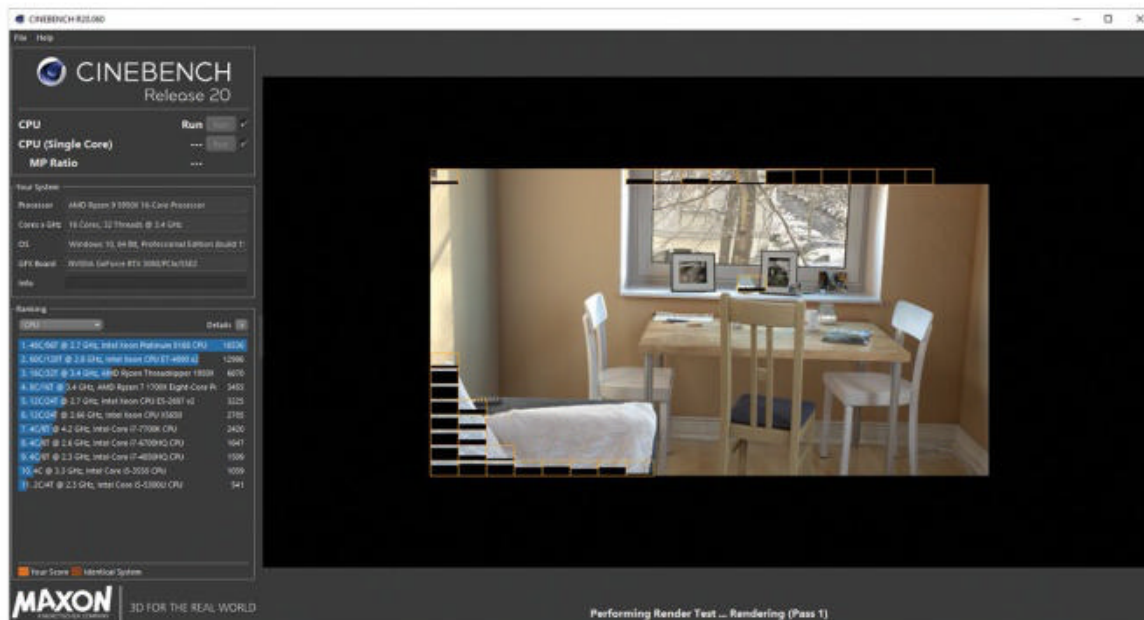 CINEBENCH R20.060
File Help
CINEBENCH
Release 20
CPU Run Run
CPU (Single Core) --- Run
MP Ratio ---
Your System
Processor AMD Ryzen 9 5950X 16-Core Processor
Cores x GHz 16 Cores, 32 Threads @ 3.4 GHz
OS Windows 10, 64 Bit, Professional Edition (build
GFX Board NVIDIA GeForce RTX 3080/PCIe/SSE2
Info
Ranking
CPU Details
1. 48C/96T @ 2.7 GHz, Intel Xeon Platinum 8168 CPU
2. 60C/120T @ 2.8 GHz, Intel Xeon CPU E7-4890 v2 12996
3. 16C/32T @ 3.4 GHz, AMD Ryzen Threadripper 1950X 6670
4. 8C/16T @ 3.4 GHz, AMD Ryzen 7 1700X Eight-Core 3455
5. 12C/24T @ 2.7 GHz, Intel Xeon CPU E5-2697 v2 3225
6. 12C/24T @ 2.66 GHz, Intel Xeon CPU X5650 2705
7. 4C/8T @ 4.2 GHz, Intel Core i7-7700K CPU 2420
8. 4C/8T @ 2.6 GHz, Intel Core i7-6700HQ CPU 1647
9. 4C/8T @ 2.3 GHz, Intel Core i7-4850HQ CPU 1509
10. 4C @ 3.3 GHz, Intel Core i5-3550 CPU 1059
11. 2C/4T @ 2.3 GHz, Intel Core i5-5300U CPU 541
Your Score Identical System
MAXON
3D FOR THE REAL WORLD
Performing Render Test ... Rendering (Pass 1)